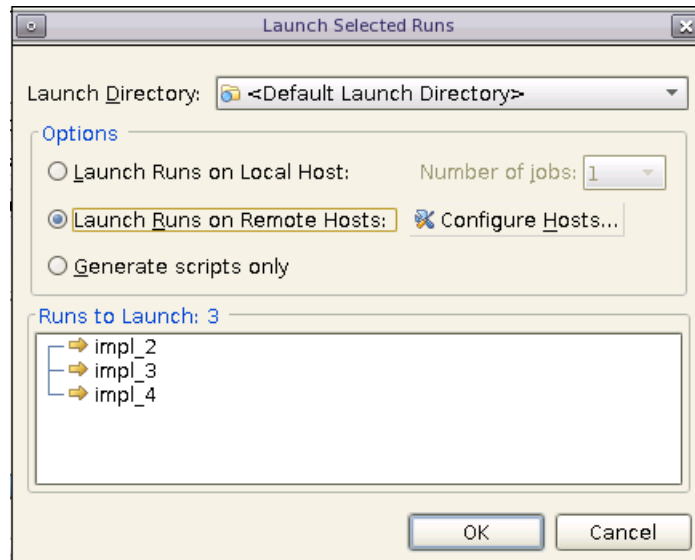 Launch Selected Runs
Launch Directory: <Default Launch Directory>
Options
Launch Runs on Local Host: Number of jobs: 1
Launch Runs on Remote Hosts: Configure Hosts...
Generate scripts only
Runs to Launch: 3
impl_2
impl_3
impl_4
OK Cancel